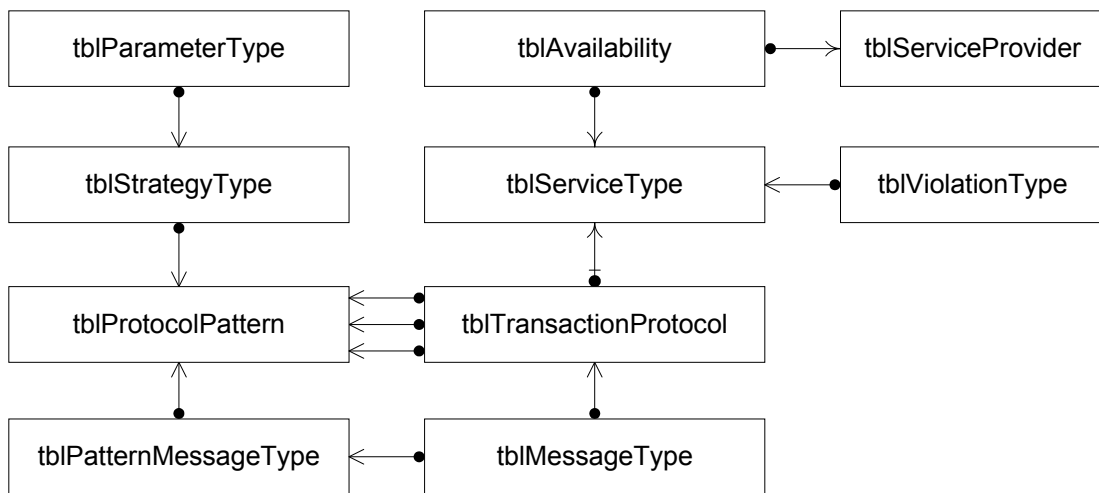 tblParameterType
tblAvailability
tblServiceProvider
tblStrategyType
tblServiceType
tblViolationType
tblProtocolPattern
tblTransactionProtocol
tblPatternMessageType
tblMessageType